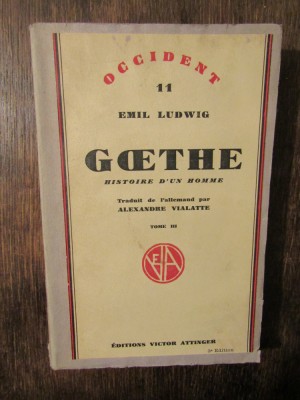 OCCIDENT
11
EMIL LUDWIG
GŒTHE
HISTOIRE D'UN HOMME
Traduit de l'allemand par
ALEXANDRE VIALATTE
TOME III
VEA
ÉDITIONS VICTOR ATTINGER